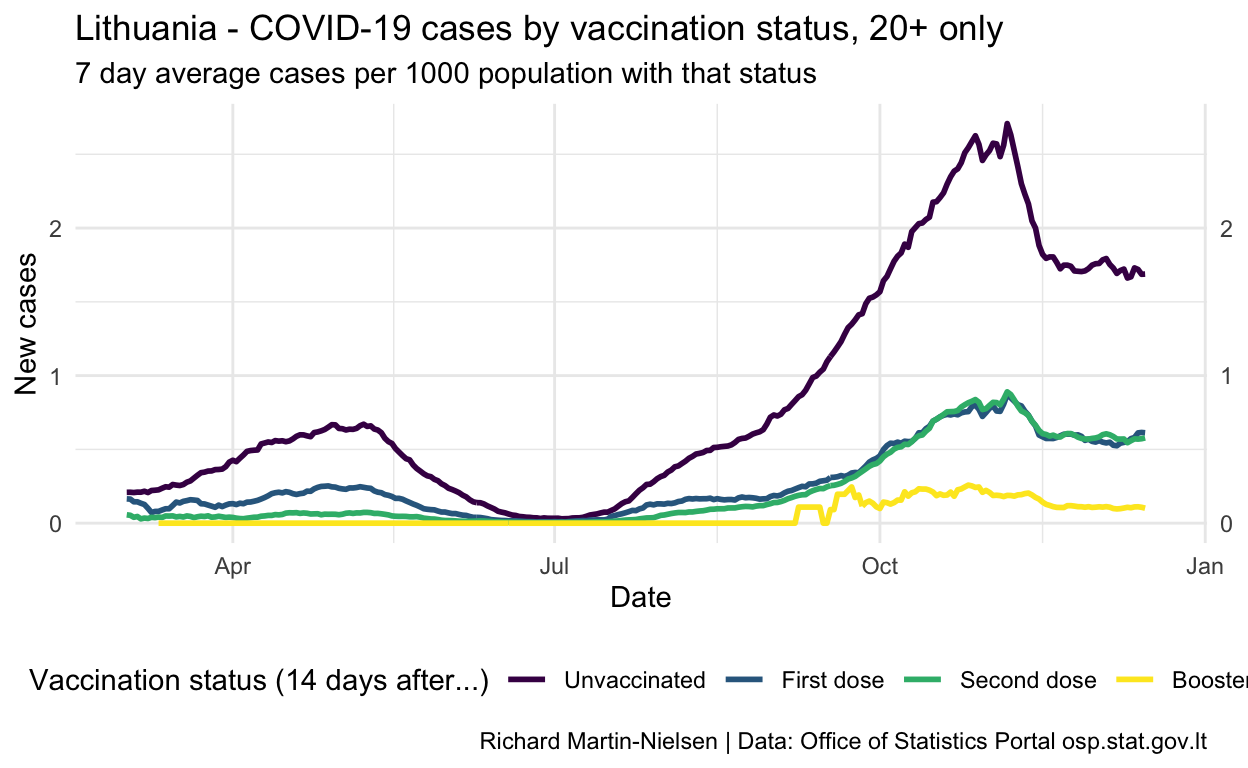 Lithuania - COVID-19 cases by vaccination status, 20+ only
7 day average cases per 1000 population with that status
New cases
2
1
0
2
1
0
Apr
Jul
Oct
Jan
Date
Vaccination status (14 days after...)
Unvaccinated
First dose
Second dose
Booster
Richard Martin-Nielsen | Data: Office of Statistics Portal osp.stat.gov.lt